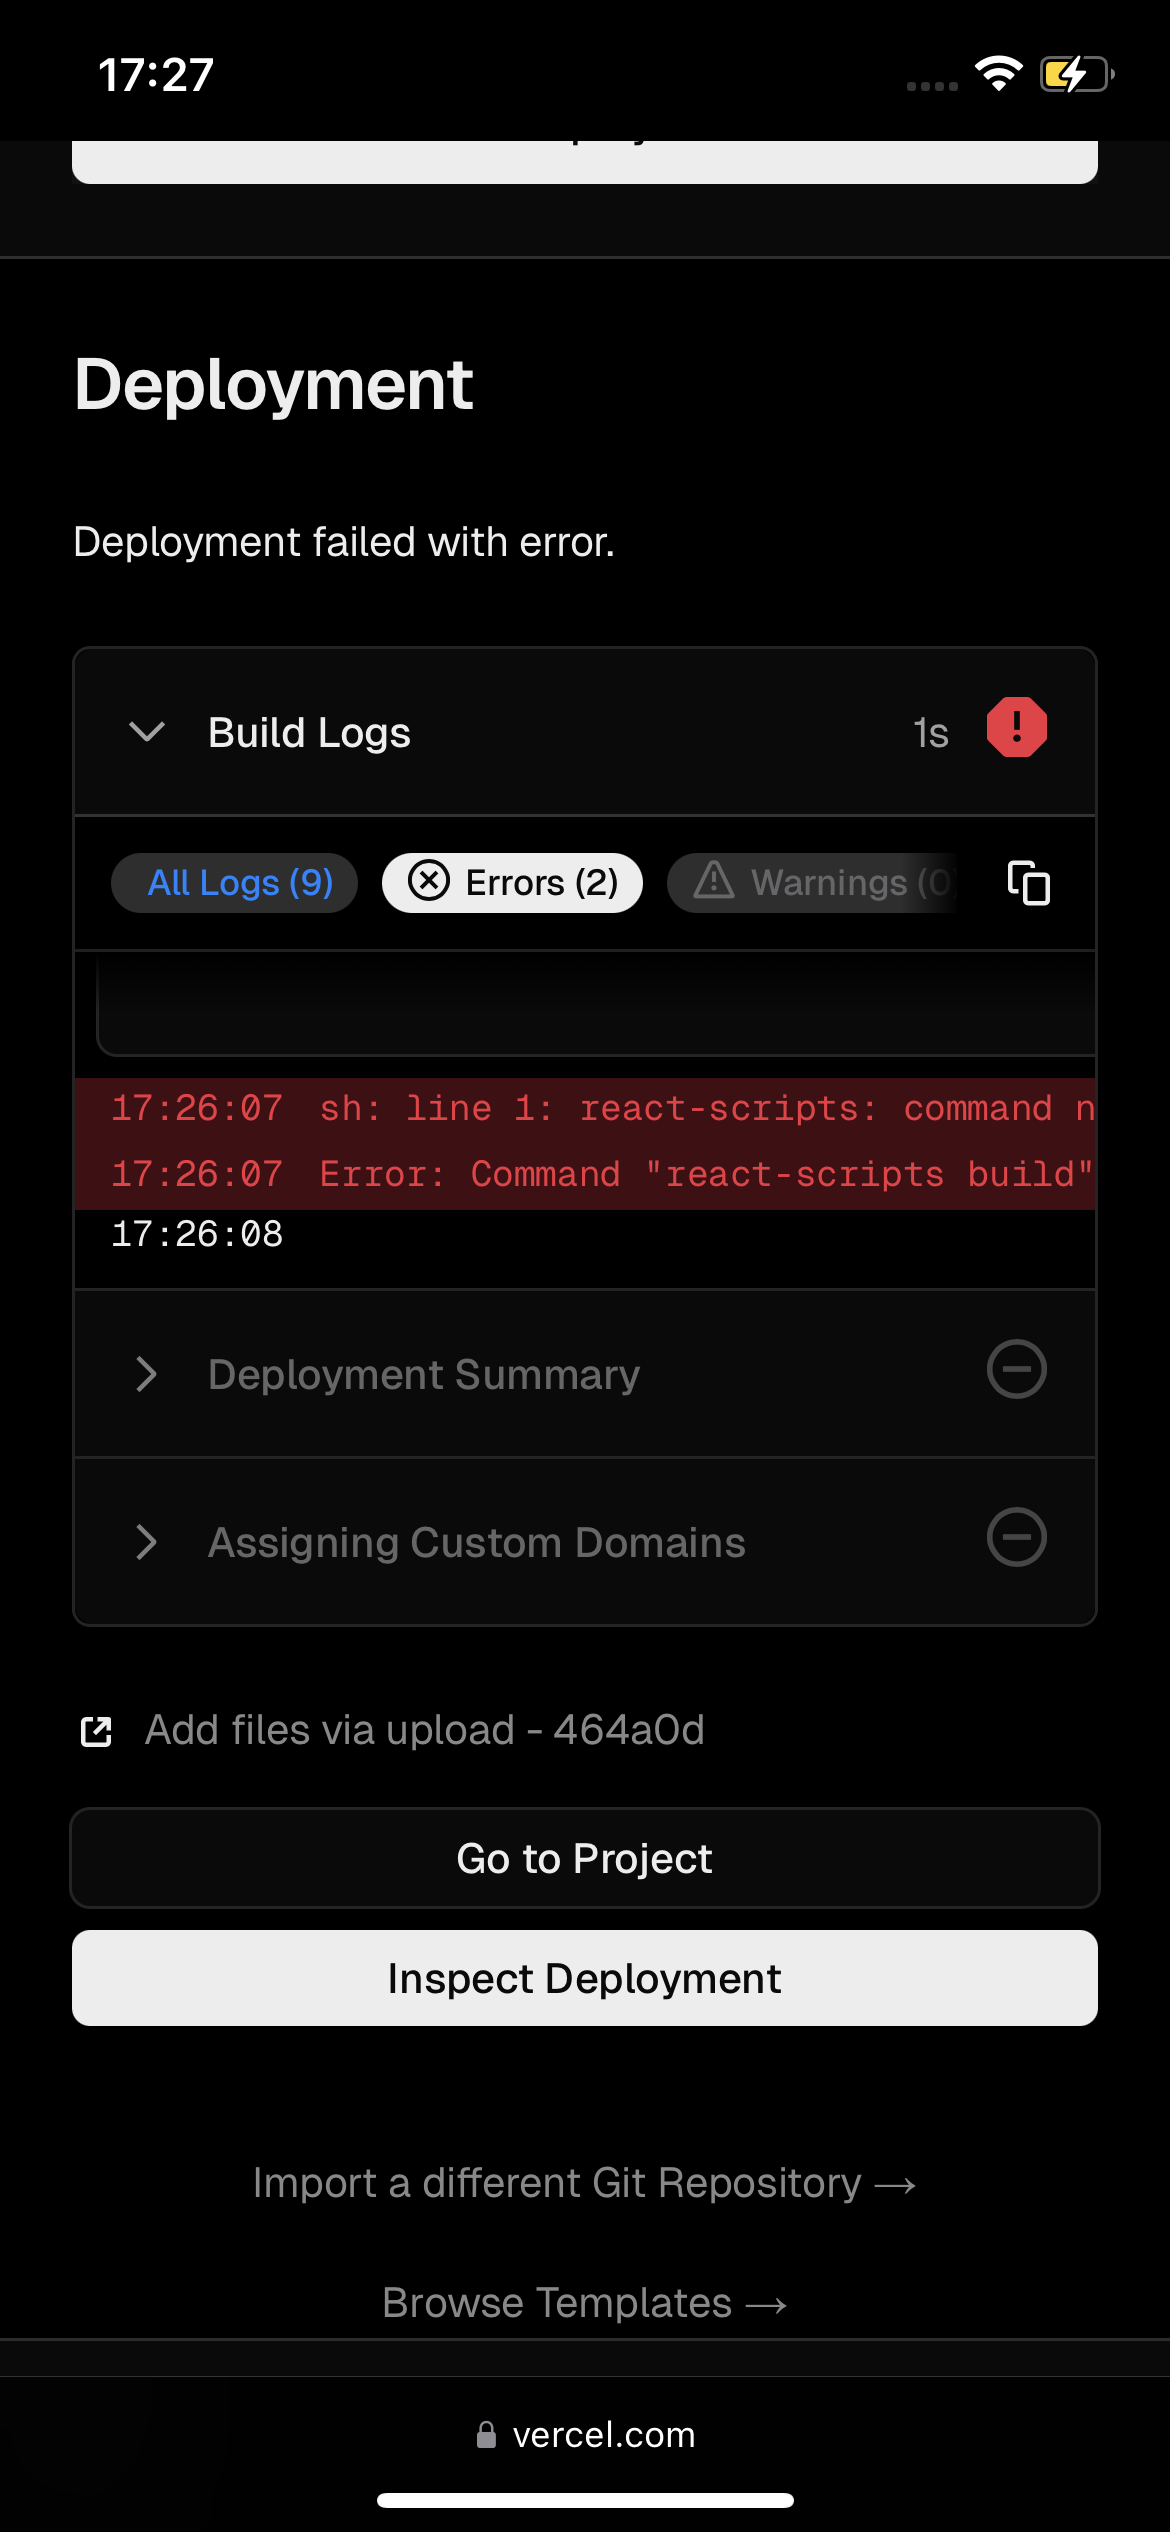 17:27
Deployment
Deployment failed with error.
Build Logs
1s
All Logs (9)
Errors (2)
Warnings (0
17:26:07 sh: line 1: react-scripts: command n
17:26:07 Error: Command "react-scripts build"
17:26:08
Deployment Summary
Assigning Custom Domains
Add files via upload - 464a0d
Go to Project
Inspect Deployment
Import a different Git Repository →
Browse Templates →
vercel.com